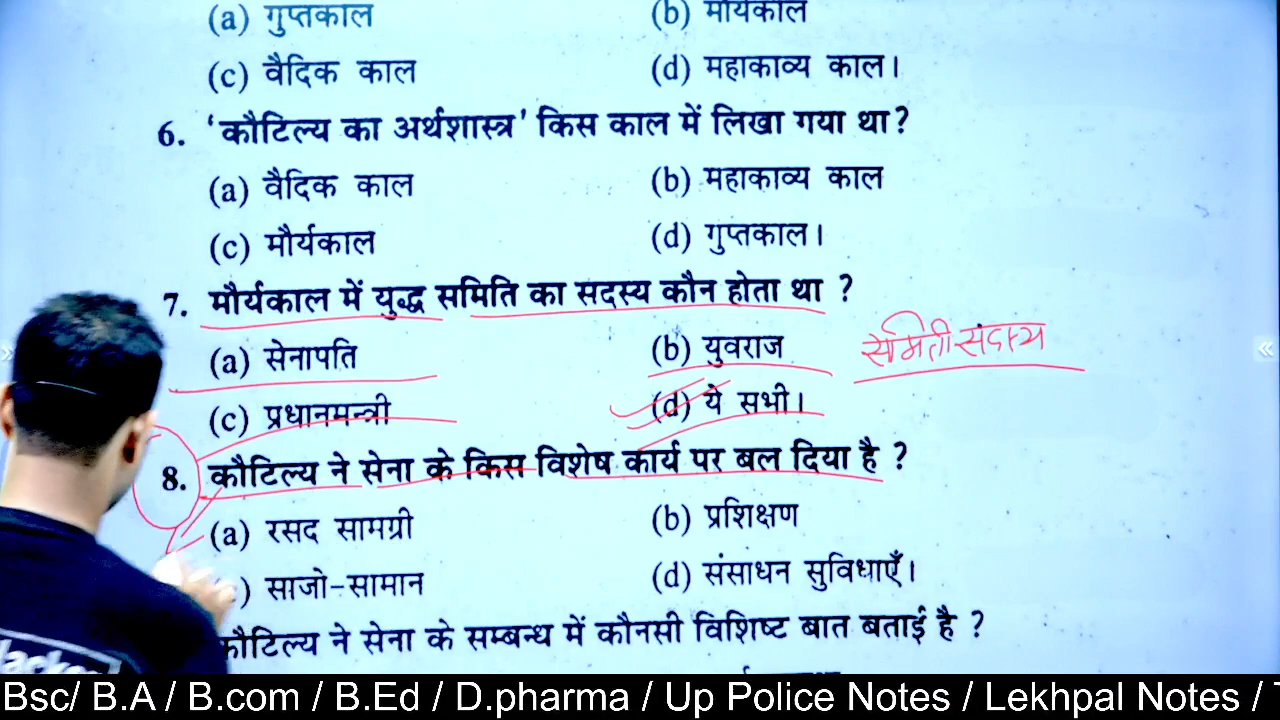 (a) गुप्तकाल (b) मौर्यकाल
(c) वैदिक काल (d) महाकाव्य काल।
6. 'कौटिल्य का अर्थशास्त्र' किस काल में लिखा गया था?
(a) वैदिक काल (b) महाकाव्य काल
(c) मौर्यकाल (d) गुप्तकाल।
7. मौर्यकाल में युद्ध समिति का सदस्य कौन होता था ?
(a) सेनापति (b) युवराज समिती सदस्य
(c) प्रधानमन्त्री (d) ये सभी।
8. कौटिल्य ने सेना के किस विशेष कार्य पर बल दिया है ?
(a) रसद सामग्री (b) प्रशिक्षण
) साजो-सामान (d) संसाधन सुविधाएँ।
कौटिल्य ने सेना के सम्बन्ध में कौनसी विशिष्ट बात बताई है ?
Bsc/ B.A / B.com / B.Ed / D.pharma / Up Police Notes / Lekhpal Notes /